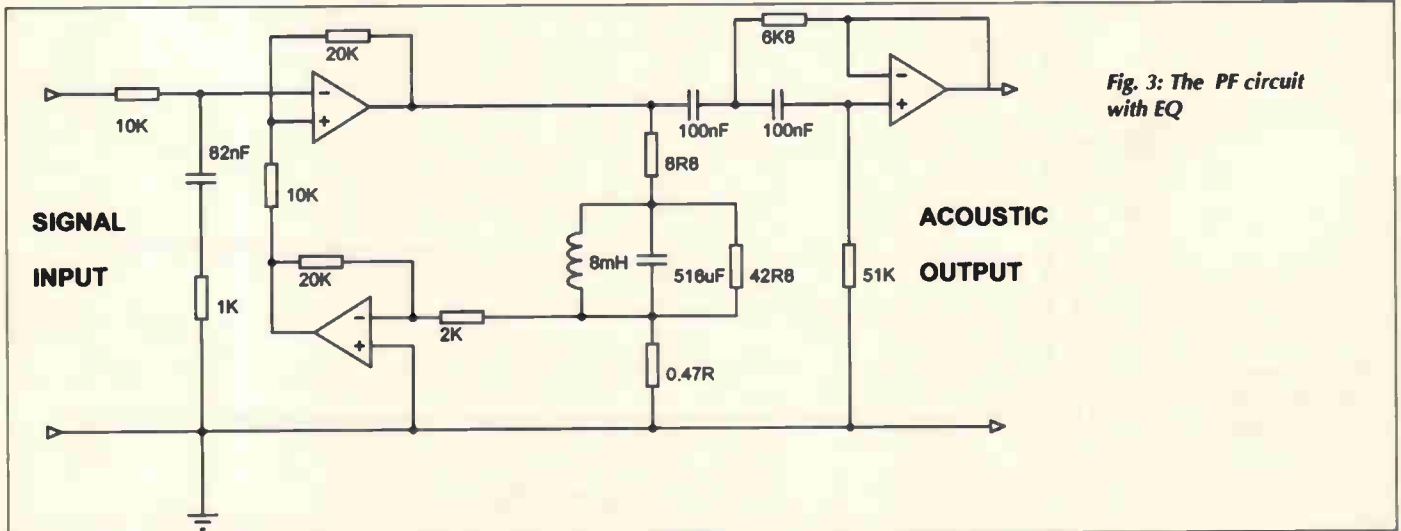 20K
6K8
Fig. 3: The PF circuit
with EQ
10K
100nF
100nF
82nF
8R8
10K
SIGNAL
INPUT
ACOUSTIC
OUTPUT
20K
8mH
516uF
42R8
51K
1K
2K
0.47R